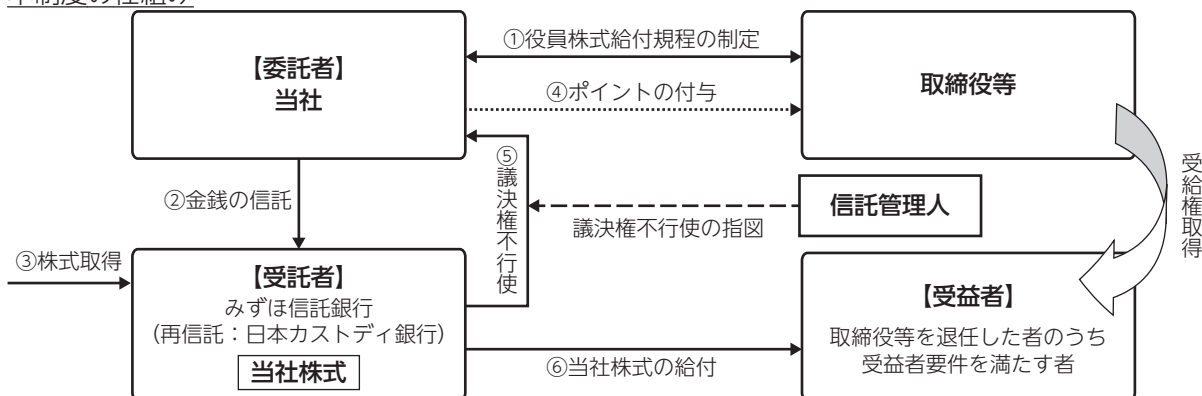 本制度の仕組み
①役員株式給付規程の制定
【委託者】
当社
取締役等
④ポイントの付与
⑤議決権不行使
受給権取得
②金銭の信託
信託管理人
議決権不行使の指図
③株式取得
【受託者】
みずほ信託銀行
(再信託:日本カストディ銀行)
当社株式
【受益者】
取締役等を退任した者のうち
受益者要件を満たす者
⑥当社株式の給付